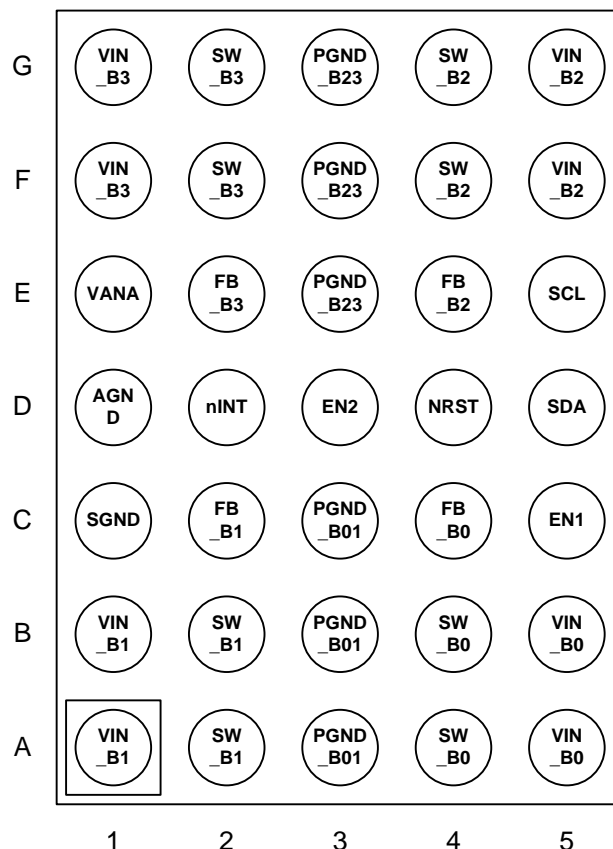 G
VIN
_B3
SW
_B3
PGND
_B23
SW
_B2
VIN
_B2
F
VIN
_B3
SW
_B3
PGND
_B23
SW
_B2
VIN
_B2
E
VANA
FB
_B3
PGND
_B23
FB
_B2
SCL
D
AGN
D
nINT
EN2
NRST
SDA
C
SGND
FB
_B1
PGND
_B01
FB
_B0
EN1
B
VIN
_B1
SW
_B1
PGND
_B01
SW
_B0
VIN
_B0
A
VIN
_B1
SW
_B1
PGND
_B01
SW
_B0
VIN
_B0
1 2 3 4 5